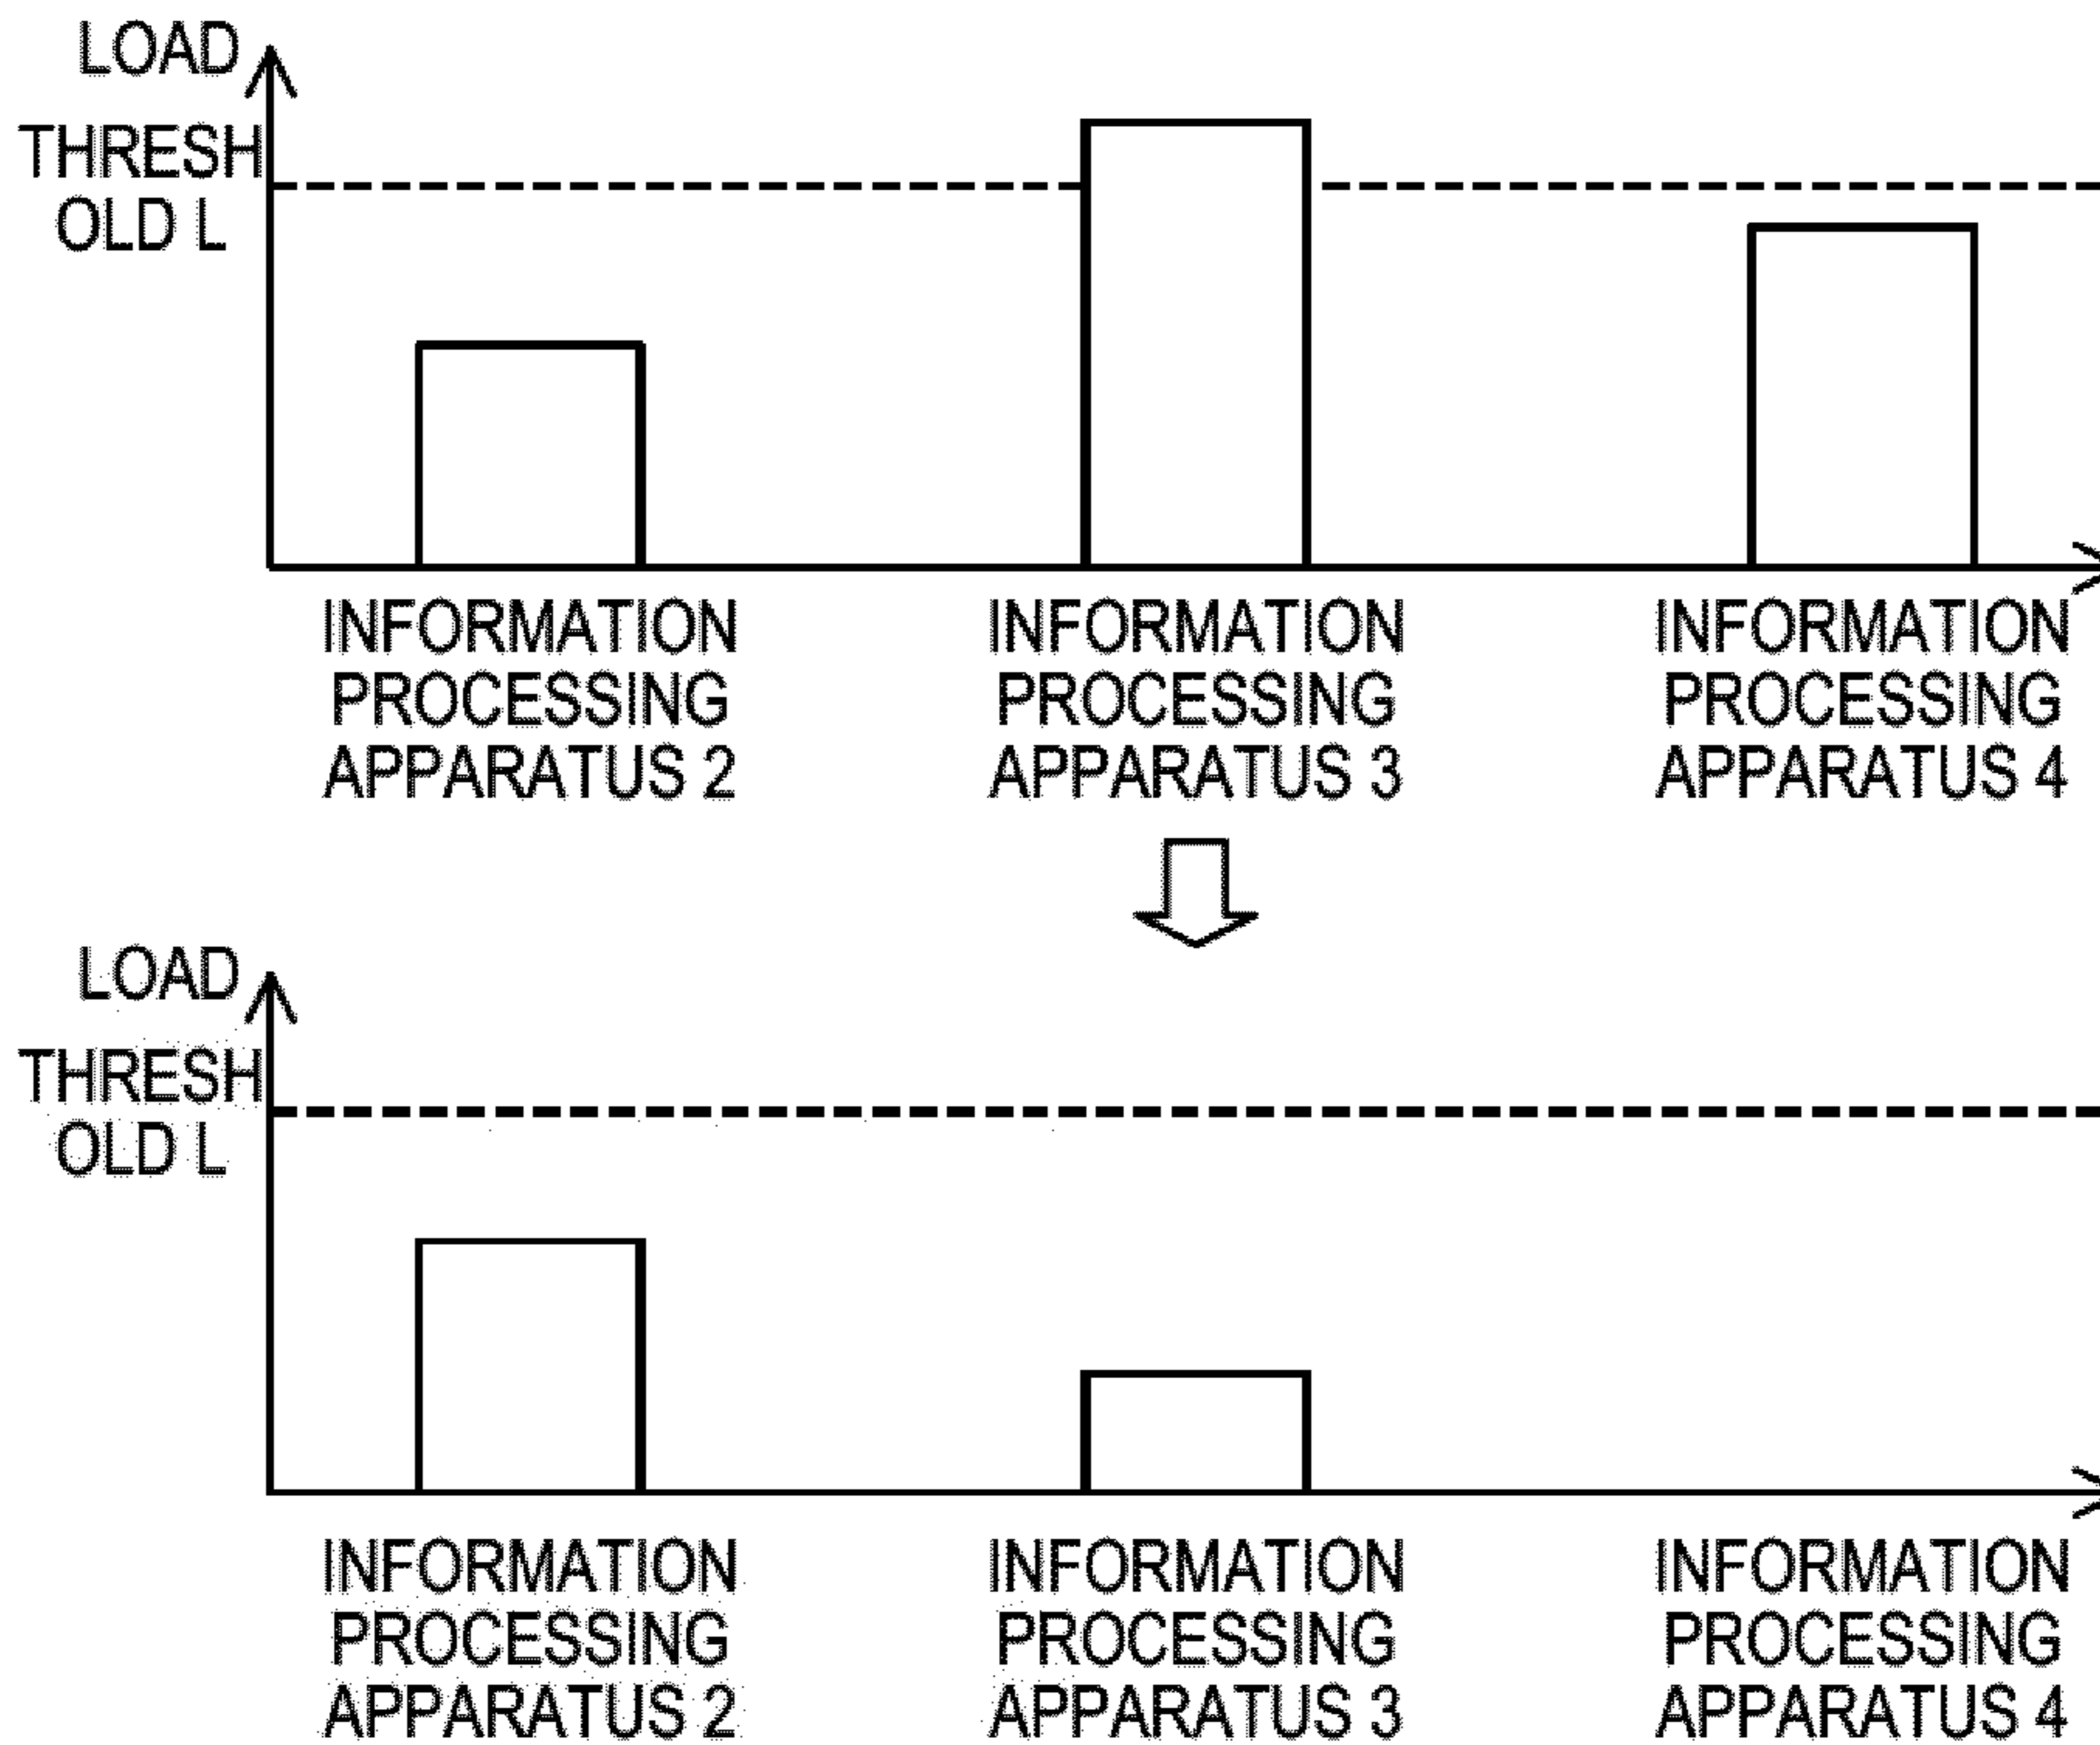 LOAD
THRESH
OLD L
INFORMATION
PROCESSING
APPARATUS 2
INFORMATION
PROCESSING
APPARATUS 3
INFORMATION
PROCESSING
APPARATUS 4
LOAD
THRESH
OLD L
INFORMATION
PROCESSING
APPARATUS 2
INFORMATION
PROCESSING
APPARATUS 3
INFORMATION
PROCESSING
APPARATUS 4